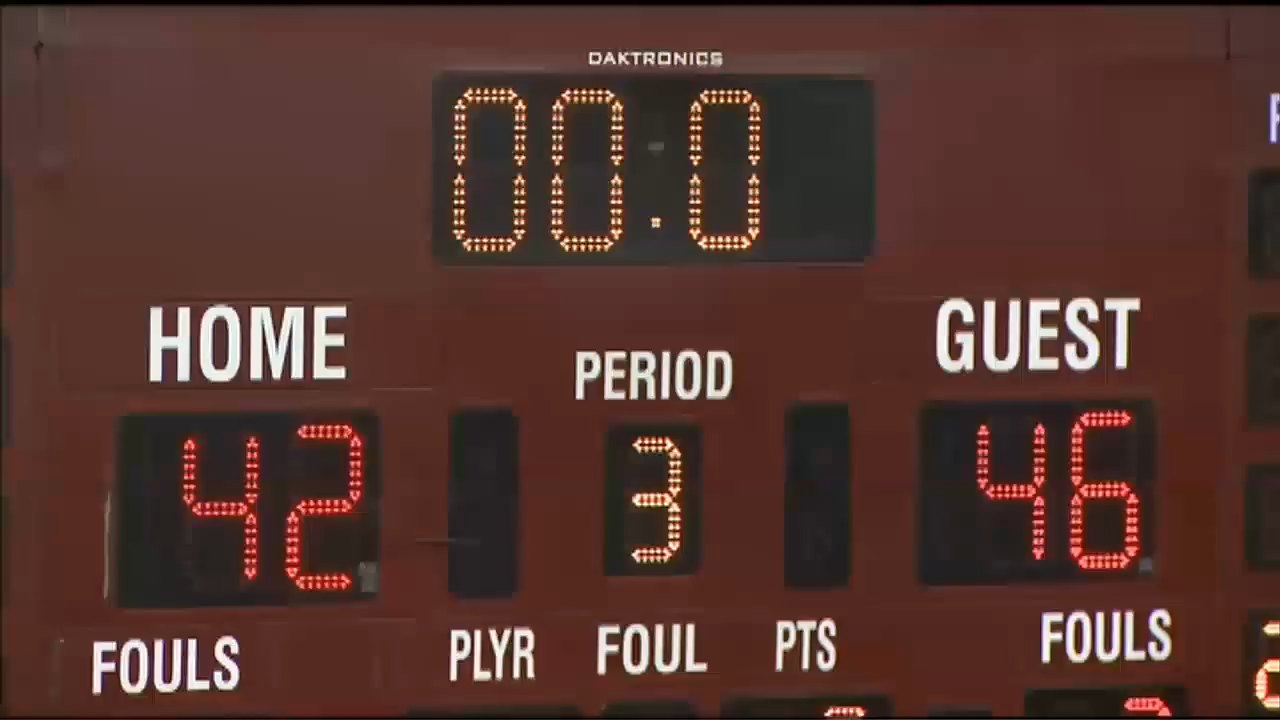 DAKTRONICS
00.0
HOME
PERIOD
GUEST
42
3
46
FOULS
PLYR
FOUL
PTS
FOULS